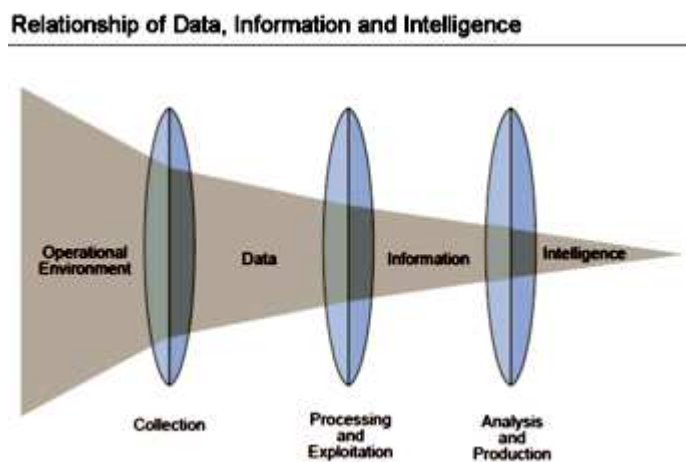 Relationship of Data, Information and Intelligence
Operational
Environment
Data
Information
Intelligence
Collection
Processing
and
Exploitation
Analysis
and
Production